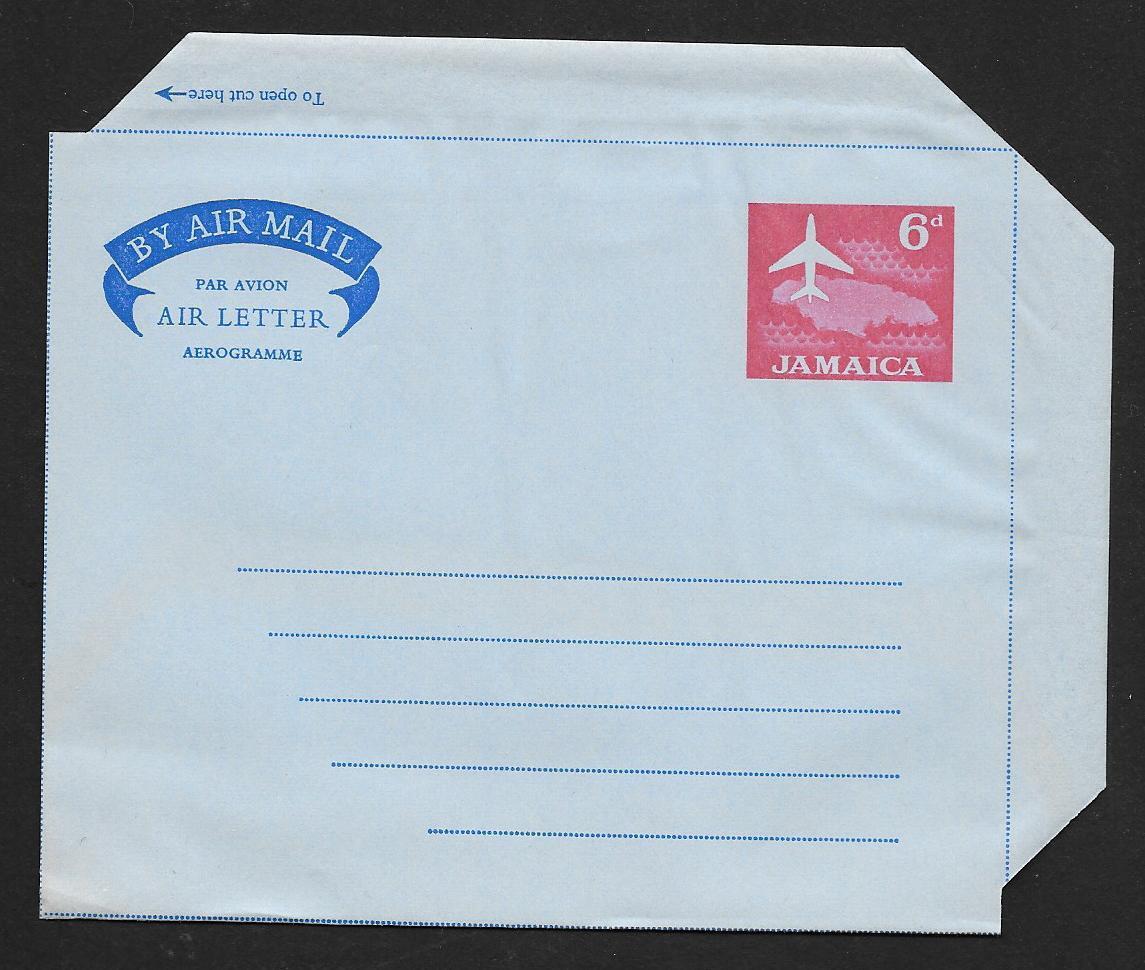 To open cut here
BY AIR MAIL
PAR AVION
AIR LETTER
AEROGRAMME
6d
JAMAICA